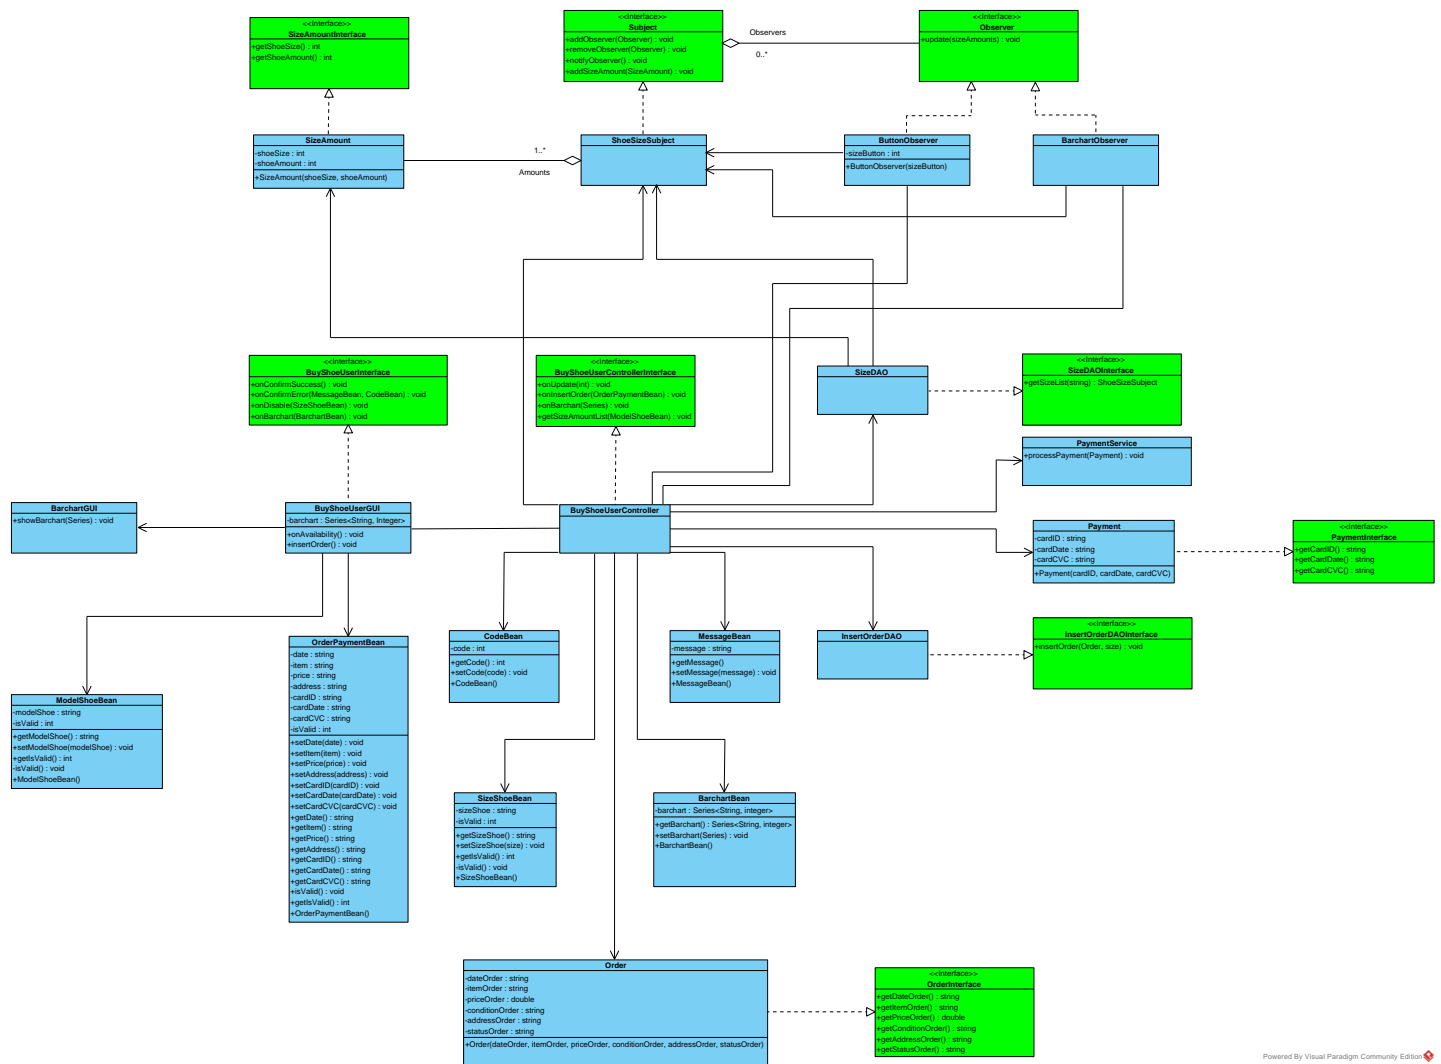 <<Interface>>
SizeAmountInterface
+getShoeSize() : int
+getShoeAmount() : int
<<Interface>>
Subject
+addObserver(Observer) : void
+removeObserver(Observer) : void
+notifyObserver() : void
+addSizeAmount(SizeAmount) : void
Observers
0..*
<<Interface>>
Observer
+update(sizeAmounts) : void
SizeAmount
-shoeSize : int
-shoeAmount : int
+SizeAmount(shoeSize, shoeAmount)
1..*
Amounts
ShoeSizeSubject
ButtonObserver
-sizeButton : int
+ButtonObserver(sizeButton)
BarchartObserver
<<Interface>>
BuyShoeUserInterface
+onConfirmSuccess() : void
+onConfirmError(MessageBean, CodeBean) : void
+onDisable(SizeShoeBean) : void
+onBarchart(BarchartBean) : void
<<Interface>>
BuyShoeUserControllerInterface
+onUpdate(int) : void
+onInsertOrder(OrderPaymentBean) : void
+onBarchart(Series) : void
+getSizeAmountList(ModelShoeBean) : void
SizeDAO
<<Interface>>
SizeDAOInterface
+getSizeList(string) : ShoeSizeSubject
PaymentService
+processPayment(Payment) : void
BarchartGUI
+showBarchart(Series) : void
BuyShoeUserGUI
-barchart : Series<String, Integer>
+onAvailability() : void
+insertOrder() : void
BuyShoeUserController
Payment
-cardID : string
-cardDate : string
-cardCVC : string
+Payment(cardID, cardDate, cardCVC)
<<Interface>>
PaymentInterface
+getCardID() : string
+getCardDate() : string
+getCardCVC() : string
ModelShoeBean
-modelShoe : string
-isValid : int
+getModelShoe() : string
+setModelShoe(modelShoe) : void
+getIsValid() : int
-isValid() : void
+ModelShoeBean()
OrderPaymentBean
-date : string
-item : string
-price : string
-address : string
-cardID : string
-cardDate : string
-cardCVC : string
-isValid : int
+setDate(date) : void
+setItem(item) : void
+setPrice(price) : void
+setAddress(address) : void
+setCardID(cardID) : void
+setCardDate(cardDate) : void
+setCardCVC(cardCVC) : void
+getDate() : string
+getItem() : string
+getPrice() : string
+getAddress() : string
+getCardID() : string
+getCardDate() : string
+getCardCVC() : string
+isValid() : void
+getIsValid() : int
+OrderPaymentBean()
CodeBean
-code : int
+getCode() : int
+setCode(code) : void
+CodeBean()
MessageBean
-message : string
+getMessage()
+setMessage(message) : void
+MessageBean()
InsertOrderDAO
<<Interface>>
InsertOrderDAOInterface
+insertOrder(Order, size) : void
SizeShoeBean
-sizeShoe : string
-isValid : int
+getSizeShoe() : string
+setSizeShoe(size) : void
+getIsValid() : int
-isValid() : void
+SizeShoeBean()
BarchartBean
-barchart : Series<String, integer>
+getBarchart() : Series<String, integer>
+setBarchart(Series) : void
+BarchartBean()
Order
-dateOrder : string
-itemOrder : string
-priceOrder : double
-conditionOrder : string
-addressOrder : string
-statusOrder : string
+Order(dateOrder, itemOrder, priceOrder, conditionOrder, addressOrder, statusOrder)
<<Interface>>
OrderInterface
+getDateOrder() : string
+getItemOrder() : string
+getPriceOrder() : double
+getConditionOrder() : string
+getAddressOrder() : string
+getStatusOrder() : string
Powered By Visual Paradigm Community Edition